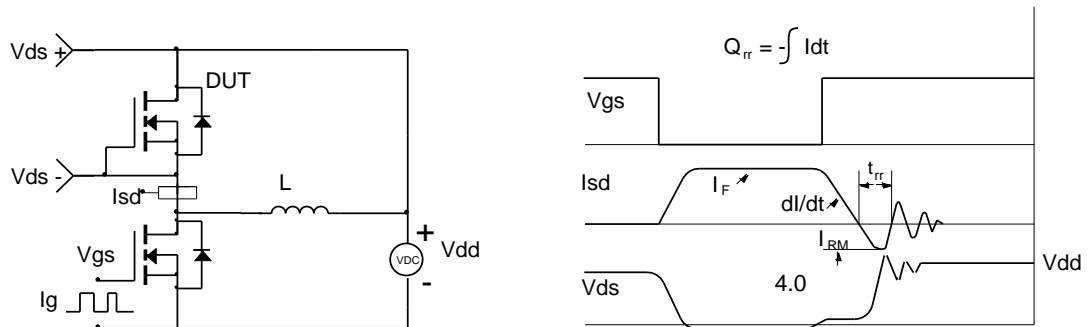 Vds +
DUT
Vds -
Isd
L
Vgs
Ig
+
VDC
-
Vdd
Qrr = -∫ Idt
Vgs
Isd
IF
dI/dt
trr
IRM
Vds
4.0
Vdd